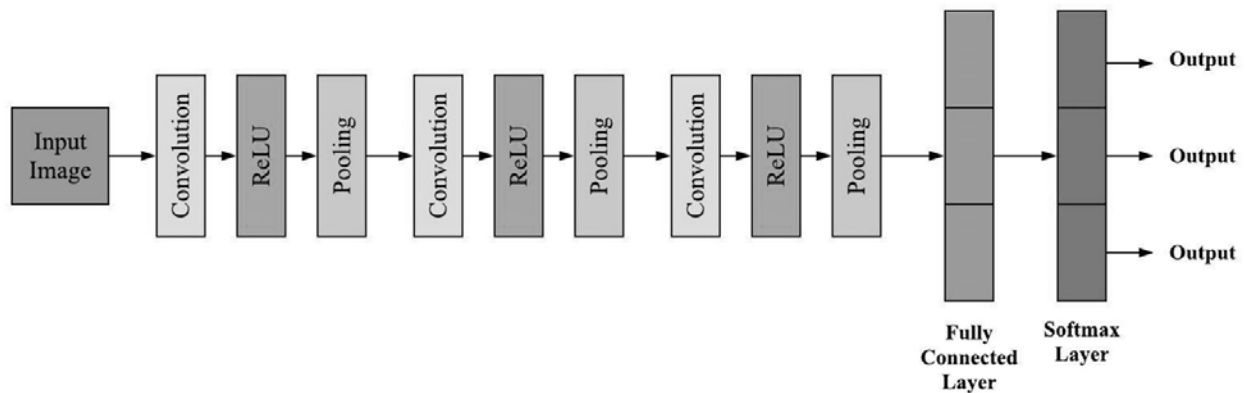 Input
Image
Convolution
ReLU
Pooling
Convolution
ReLU
Pooling
Convolution
ReLU
Pooling
Output
Output
Output
Fully
Connected
Layer
Softmax
Layer